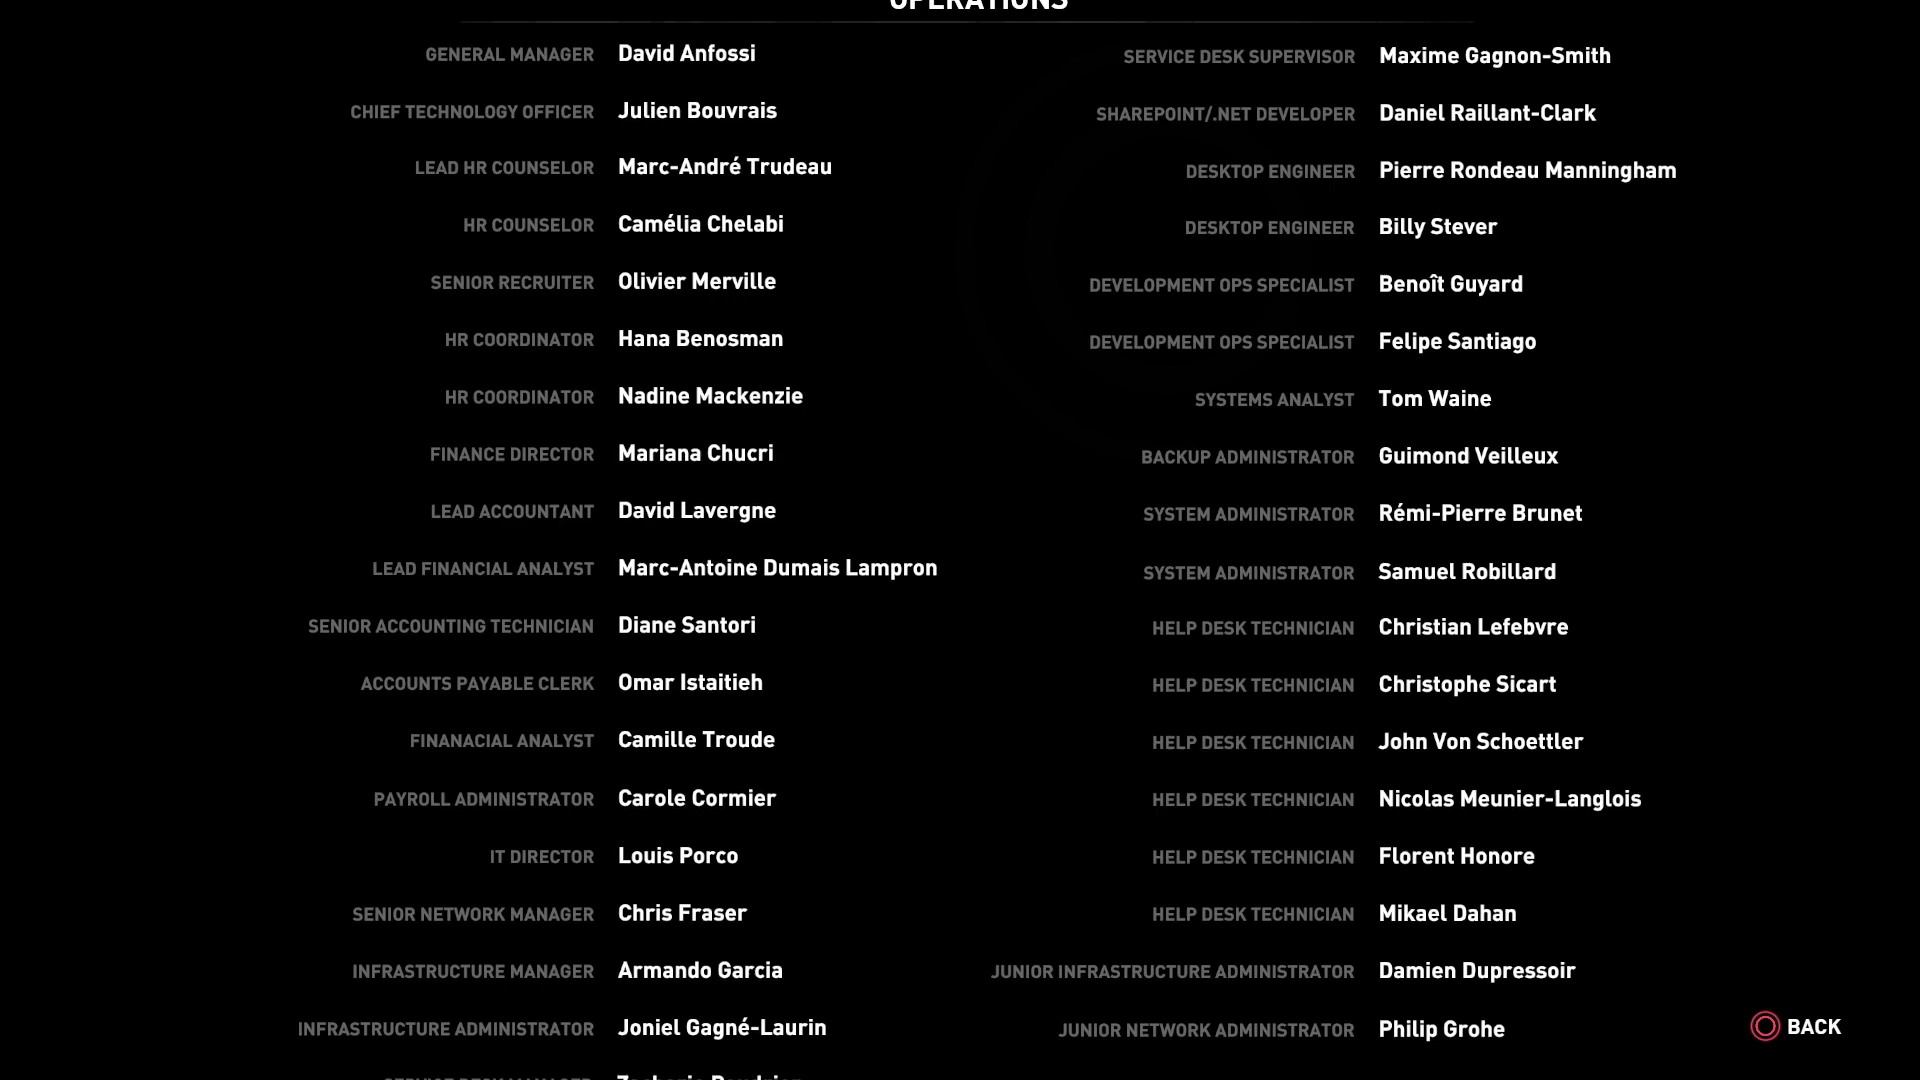 OPERATIONS
GENERAL MANAGER David Anfossi
CHIEF TECHNOLOGY OFFICER Julien Bouvrais
LEAD HR COUNSELOR Marc-André Trudeau
HR COUNSELOR Camélia Chelabi
SENIOR RECRUITER Olivier Merville
HR COORDINATOR Hana Benosman
HR COORDINATOR Nadine Mackenzie
FINANCE DIRECTOR Mariana Chucri
LEAD ACCOUNTANT David Lavergne
LEAD FINANCIAL ANALYST Marc-Antoine Dumais Lampron
SENIOR ACCOUNTING TECHNICIAN Diane Santori
ACCOUNTS PAYABLE CLERK Omar Istaitieh
FINANACIAL ANALYST Camille Troude
PAYROLL ADMINISTRATOR Carole Cormier
IT DIRECTOR Louis Porco
SENIOR NETWORK MANAGER Chris Fraser
INFRASTRUCTURE MANAGER Armando Garcia
INFRASTRUCTURE ADMINISTRATOR Joniel Gagné-Laurin
SERVICE DESK SUPERVISOR Maxime Gagnon-Smith
SHAREPOINT/.NET DEVELOPER Daniel Raillant-Clark
DESKTOP ENGINEER Pierre Rondeau Manningham
DESKTOP ENGINEER Billy Stever
DEVELOPMENT OPS SPECIALIST Benoît Guyard
DEVELOPMENT OPS SPECIALIST Felipe Santiago
SYSTEMS ANALYST Tom Waine
BACKUP ADMINISTRATOR Guimond Veilleux
SYSTEM ADMINISTRATOR Rémi-Pierre Brunet
SYSTEM ADMINISTRATOR Samuel Robillard
HELP DESK TECHNICIAN Christian Lefebvre
HELP DESK TECHNICIAN Christophe Sicart
HELP DESK TECHNICIAN John Von Schoettler
HELP DESK TECHNICIAN Nicolas Meunier-Langlois
HELP DESK TECHNICIAN Florent Honore
HELP DESK TECHNICIAN Mikael Dahan
JUNIOR INFRASTRUCTURE ADMINISTRATOR Damien Dupressoir
JUNIOR NETWORK ADMINISTRATOR Philip Grohe
BACK